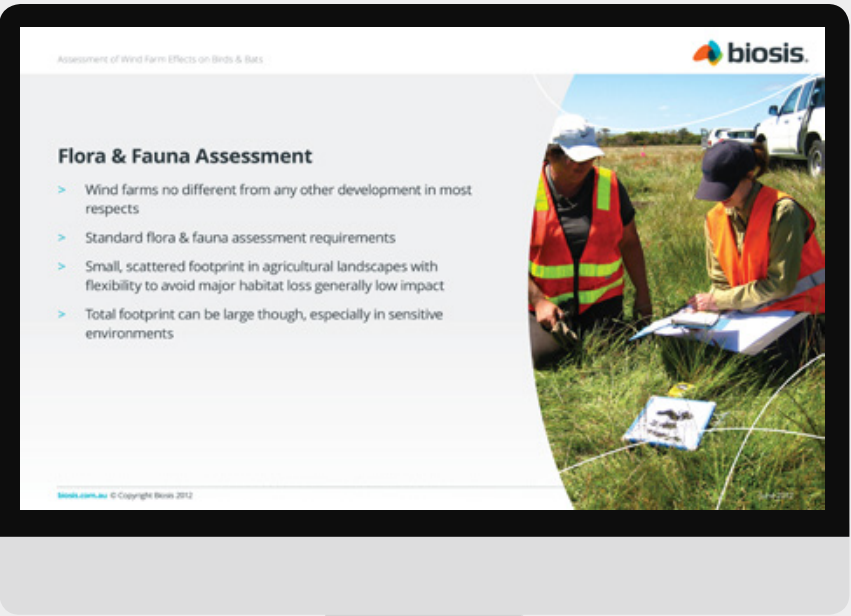 Assessment of Wind Farm Effects on Birds & Bats
biosis.
Flora & Fauna Assessment
> Wind farms no different from any other development in most
respects
> Standard flora & fauna assessment requirements
> Small, scattered footprint in agricultural landscapes with
flexibility to avoid major habitat loss generally low impact
> Total footprint can be large though, especially in sensitive
environments
biosis.com.au © Copyright Biosis 2012
June 2012